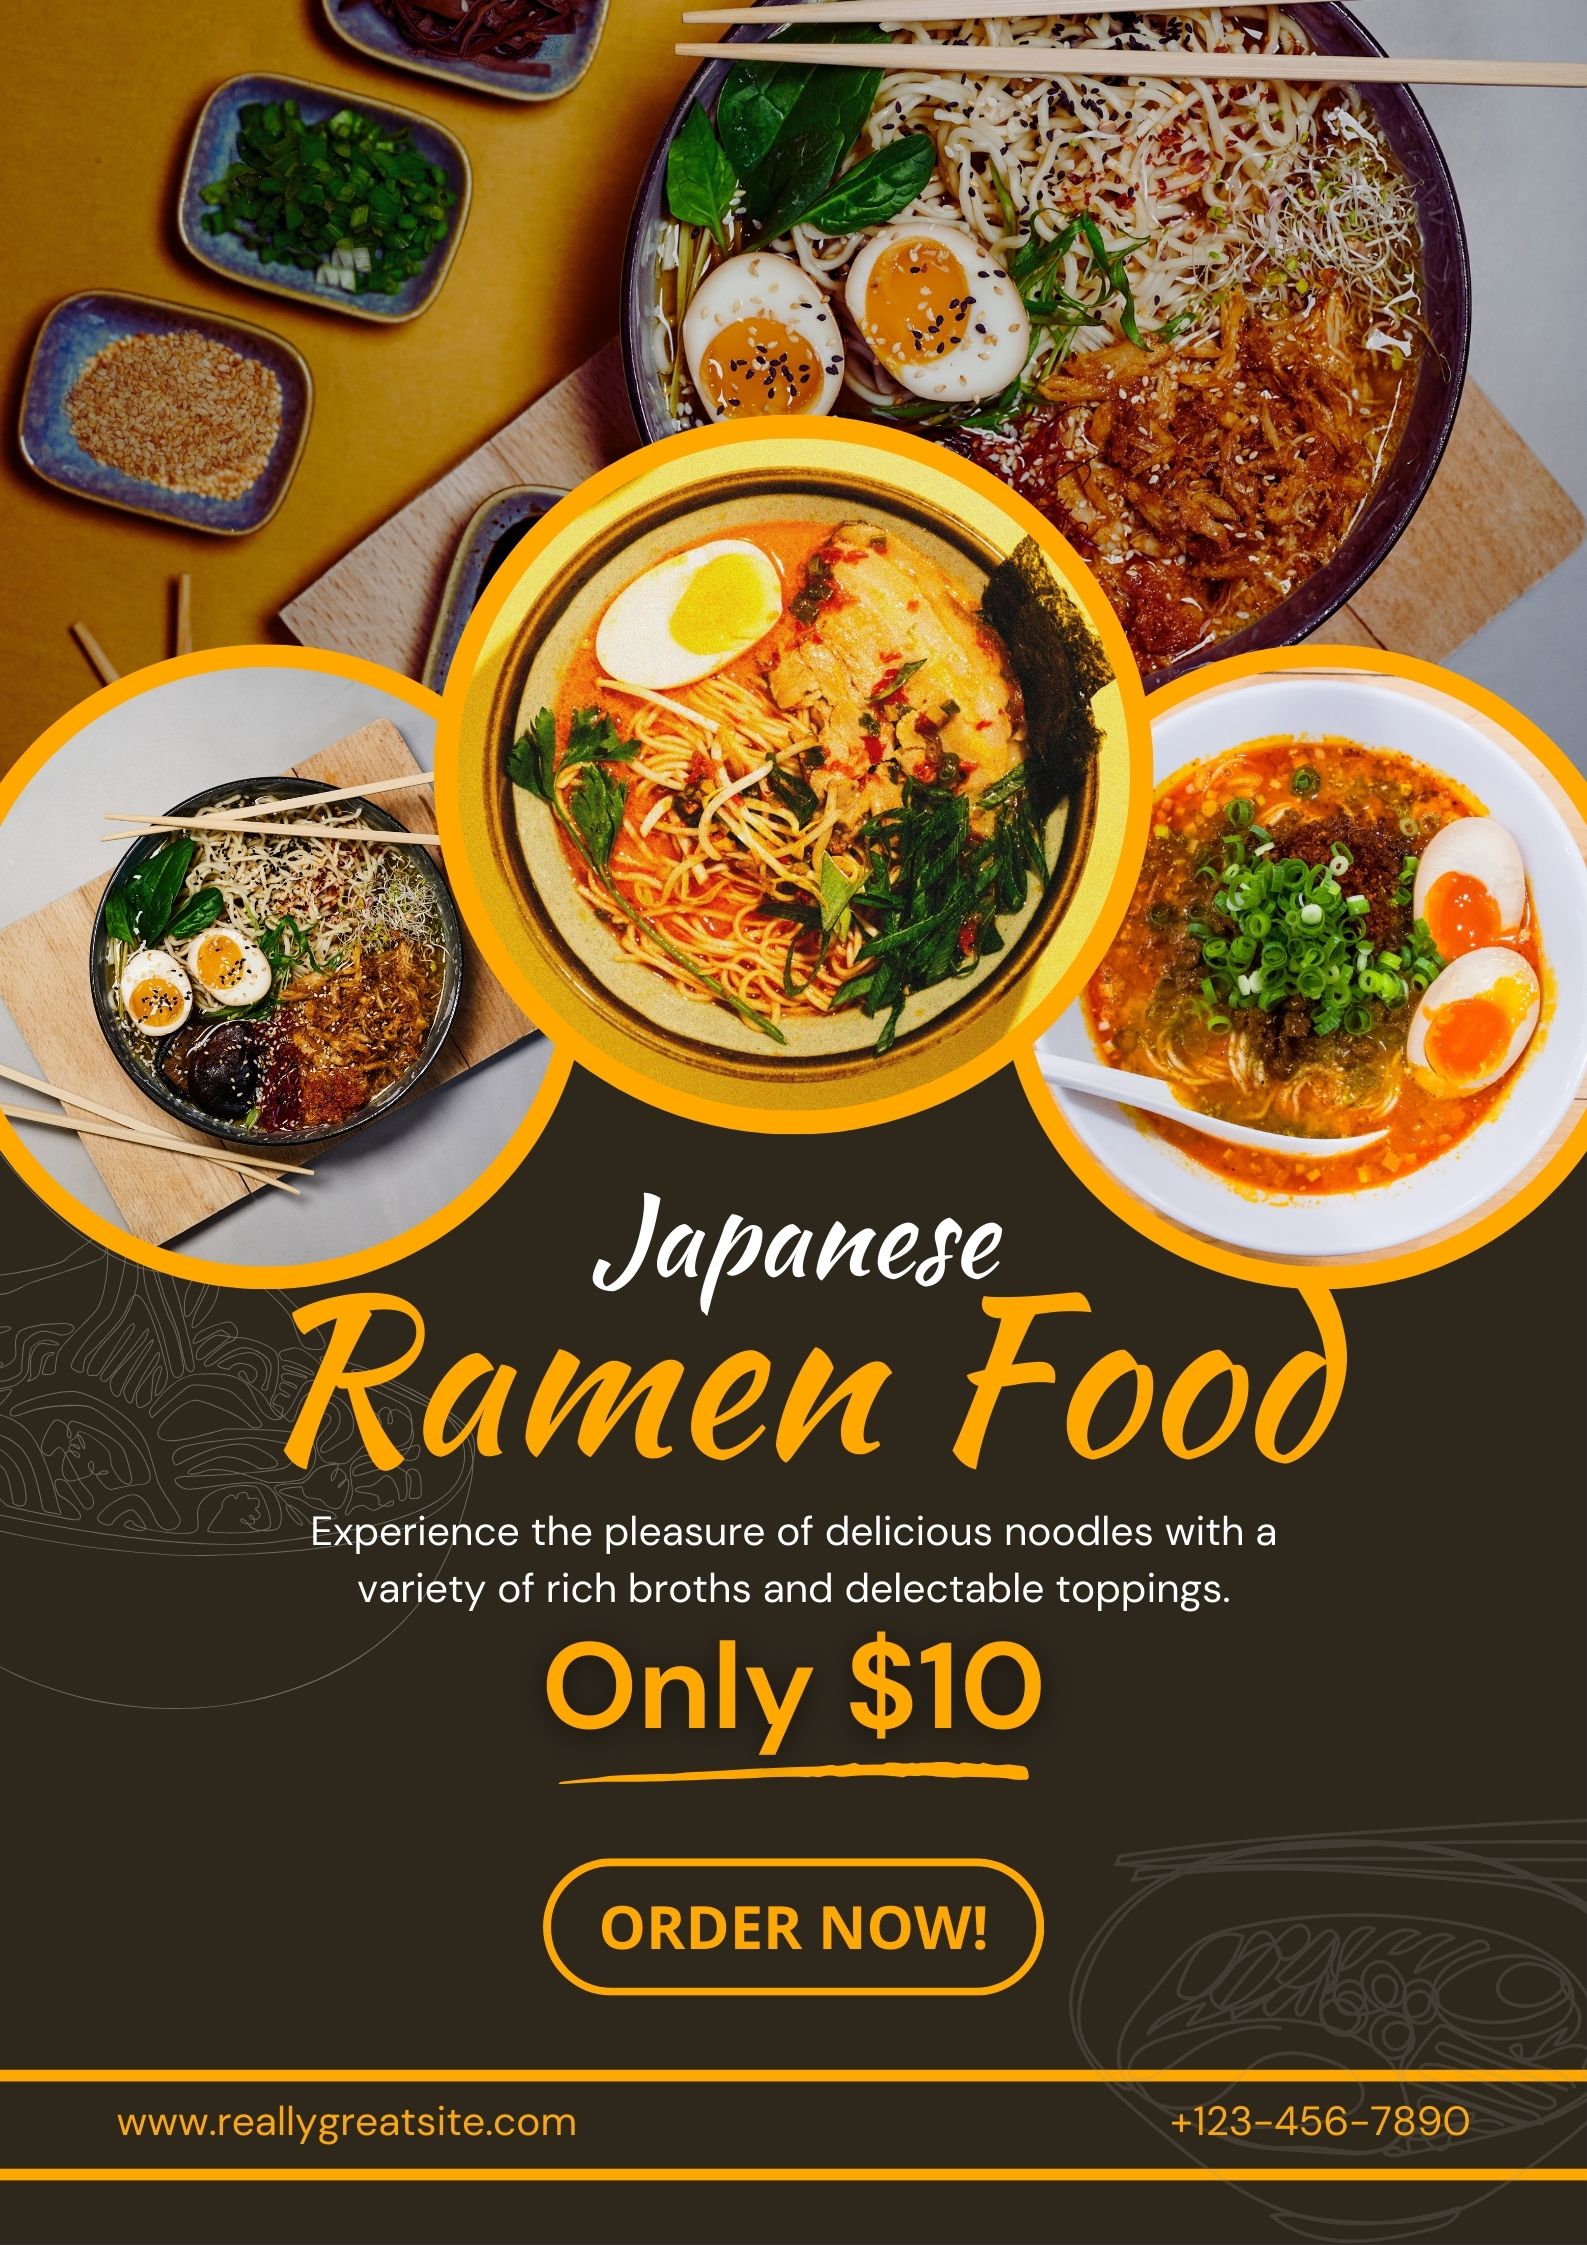 Japanese
Ramen Food
Experience the pleasure of delicious noodles with a
variety of rich broths and delectable toppings.
Only $10
ORDER NOW!
www.reallygreatsite.com
+123-456-7890